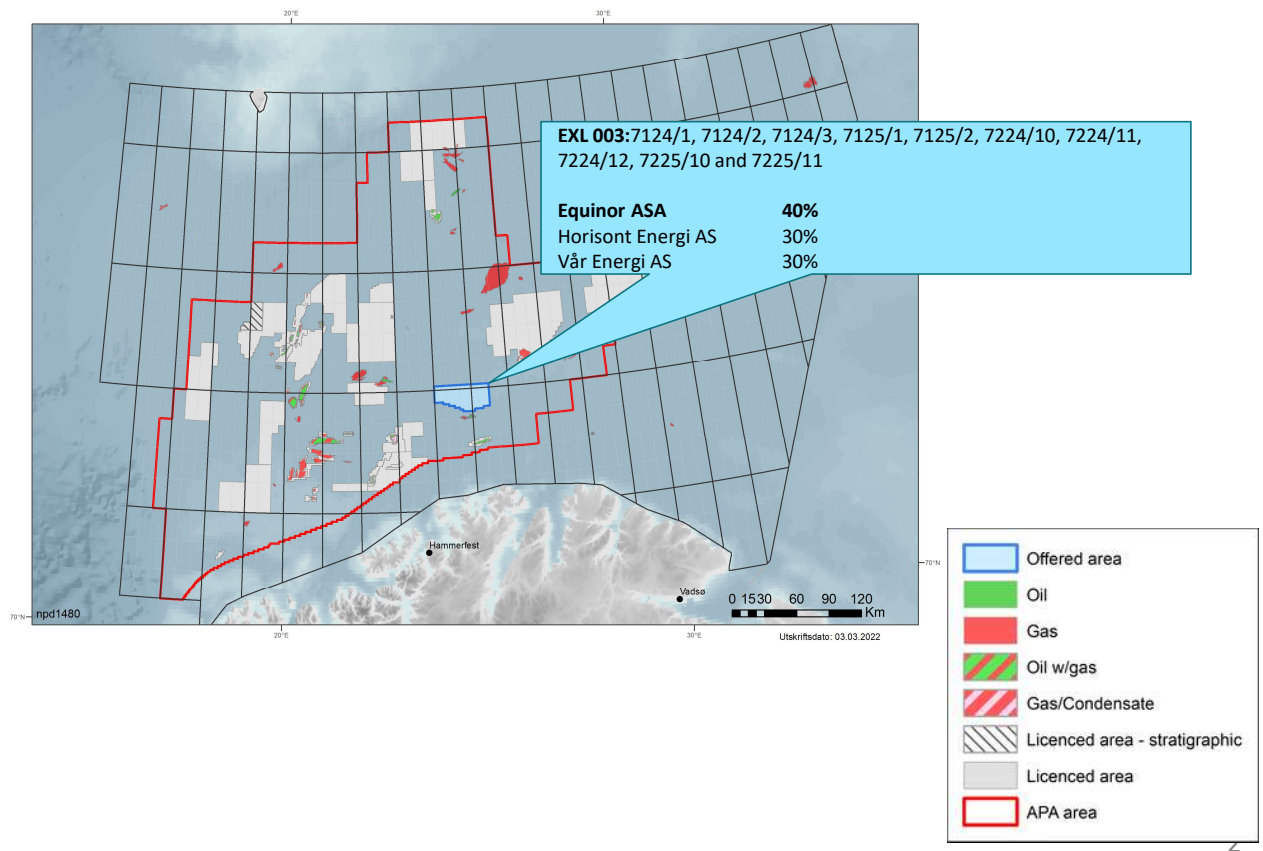 20°E
30°E
EXL 003:7124/1, 7124/2, 7124/3, 7125/1, 7125/2, 7224/10, 7224/11,
7224/12, 7225/10 and 7225/11
Equinor ASA 40%
Horisont Energi AS 30%
Vår Energi AS 30%
Hammerfest
Vadsø
70°N
npd1480
0 15 30 60 90 120
Km
70°N
20°E
30°E
Utskriftsdato: 03.03.2022
Offered area
Oil
Gas
Oil w/gas
Gas/Condensate
Licenced area - stratigraphic
Licenced area
APA area